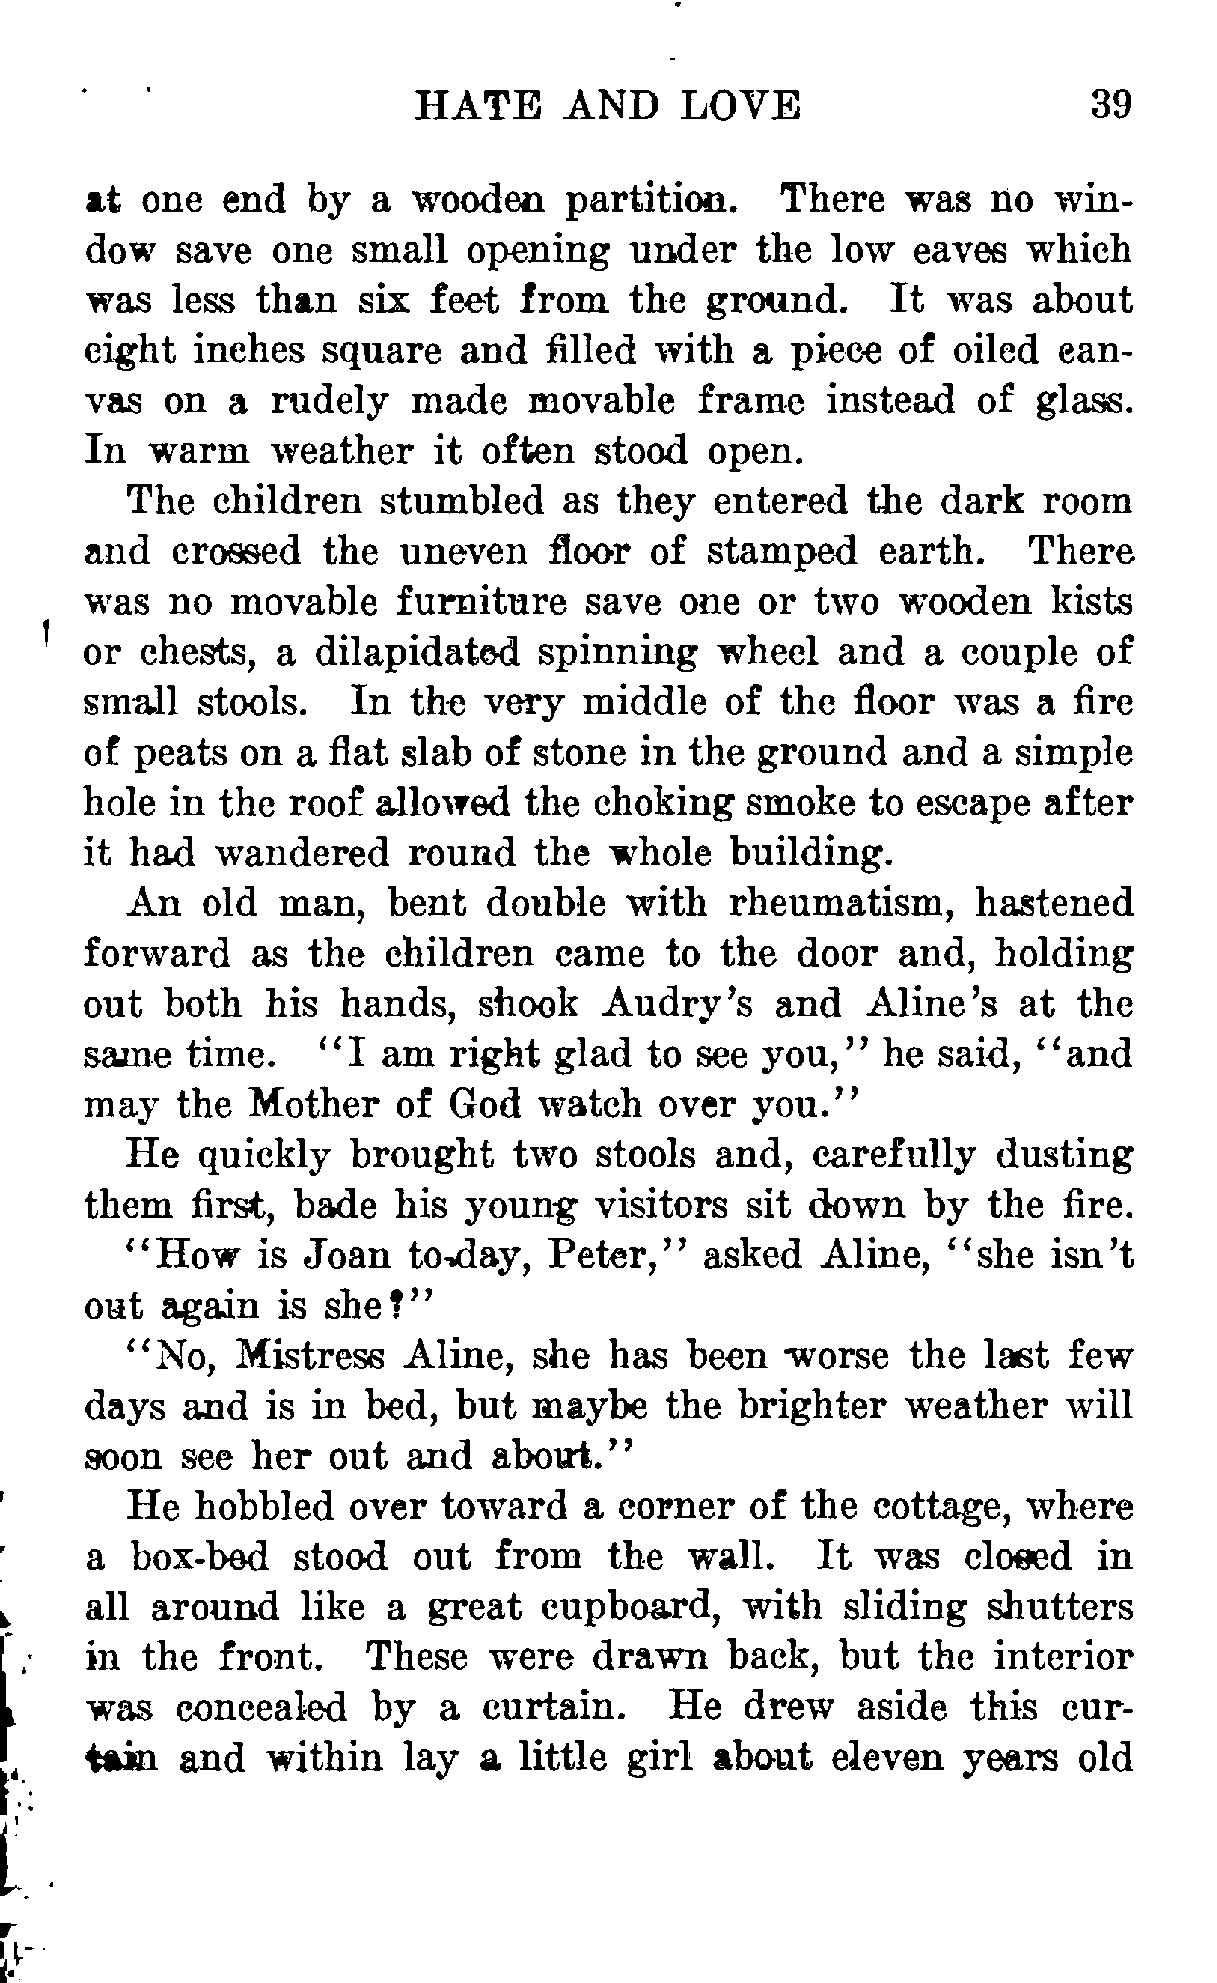 HATE AND LOVE 39
at one end by a wooden partition. There was no win-
dow save one small opening under the low eaves which
was less than six feet from the ground. It was about
eight inches square and filled with a piece of oiled can-
vas on a rudely made movable frame instead of glass.
In warm weather it often stood open.
The children stumbled as they entered the dark room
and crossed the uneven floor of stamped earth. There
was no movable furniture save one or two wooden kists
or chests, a dilapidated spinning wheel and a couple of
small stools. In the very middle of the floor was a fire
of peats on a flat slab of stone in the ground and a simple
hole in the roof allowed the choking smoke to escape after
it had wandered round the whole building.
An old man, bent double with rheumatism, hastened
forward as the children came to the door and, holding
out both his hands, shook Audry's and Aline's at the
same time. "I am right glad to see you," he said, "and
may the Mother of God watch over you."
He quickly brought two stools and, carefully dusting
them first, bade his young visitors sit down by the fire.
"How is Joan to-day, Peter," asked Aline, "she isn't
out again is she?"
"No, Mistress Aline, she has been worse the last few
days and is in bed, but maybe the brighter weather will
soon see her out and about."
He hobbled over toward a corner of the cottage, where
a box-bed stood out from the wall. It was closed in
all around like a great cupboard, with sliding shutters
in the front. These were drawn back, but the interior
was concealed by a curtain. He drew aside this cur-
tain and within lay a little girl about eleven years old